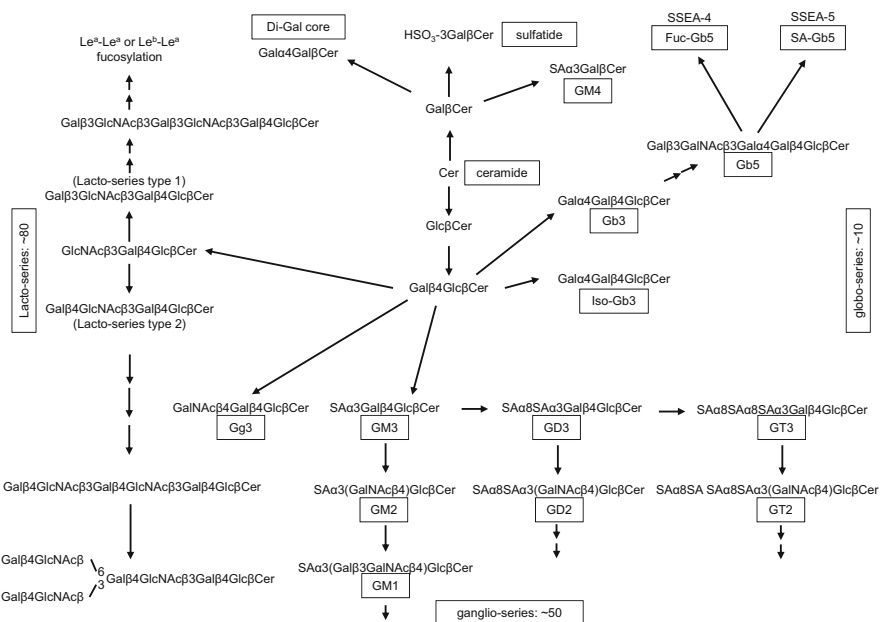 Di-Gal core
Galα4GalβCer
HSO3-3GalβCer
sulfatide
SSEA-4
Fuc-Gb5
SSEA-5
SA-Gb5
Leᵃ-Leᵃ or Leᵇ-Leᵃ
fucosylation
SAα3GalβCer
GM4
GalβCer
Galβ3GlcNAcβ3Galβ3GlcNAcβ3Galβ4GlcβCer
Galβ3GalNAcβ3Galα4Galβ4GlcβCer
Gb5
Cer
ceramide
(Lacto-series type 1)
Galβ3GlcNAcβ3Galβ4GlcβCer
Galα4Galβ4GlcβCer
Gb3
GlcβCer
Lacto-series: ~80
globo-series: ~10
GlcNAcβ3Galβ4GlcβCer
Galβ4GlcβCer
Galα4Galβ4GlcβCer
Iso-Gb3
Galβ4GlcNAcβ3Galβ4GlcβCer
(Lacto-series type 2)
GalNAcβ4Galβ4GlcβCer
Gg3
SAα3Galβ4GlcβCer
GM3
SAα8SAα3Galβ4GlcβCer
GD3
SAα8SAα8SAα3Galβ4GlcβCer
GT3
Galβ4GlcNAcβ3Galβ4GlcNAcβ3Galβ4GlcβCer
SAα3(GalNAcβ4)GlcβCer
GM2
SAα8SAα3(GalNAcβ4)GlcβCer
GD2
SAα8SA SAα8SAα3(GalNAcβ4)GlcβCer
GT2
Galβ4GlcNAcβ
6
3
Galβ4GlcNAcβ3Galβ4GlcβCer
Galβ4GlcNAcβ
SAα3(Galβ3GalNAcβ4)GlcβCer
GM1
ganglio-series: ~50